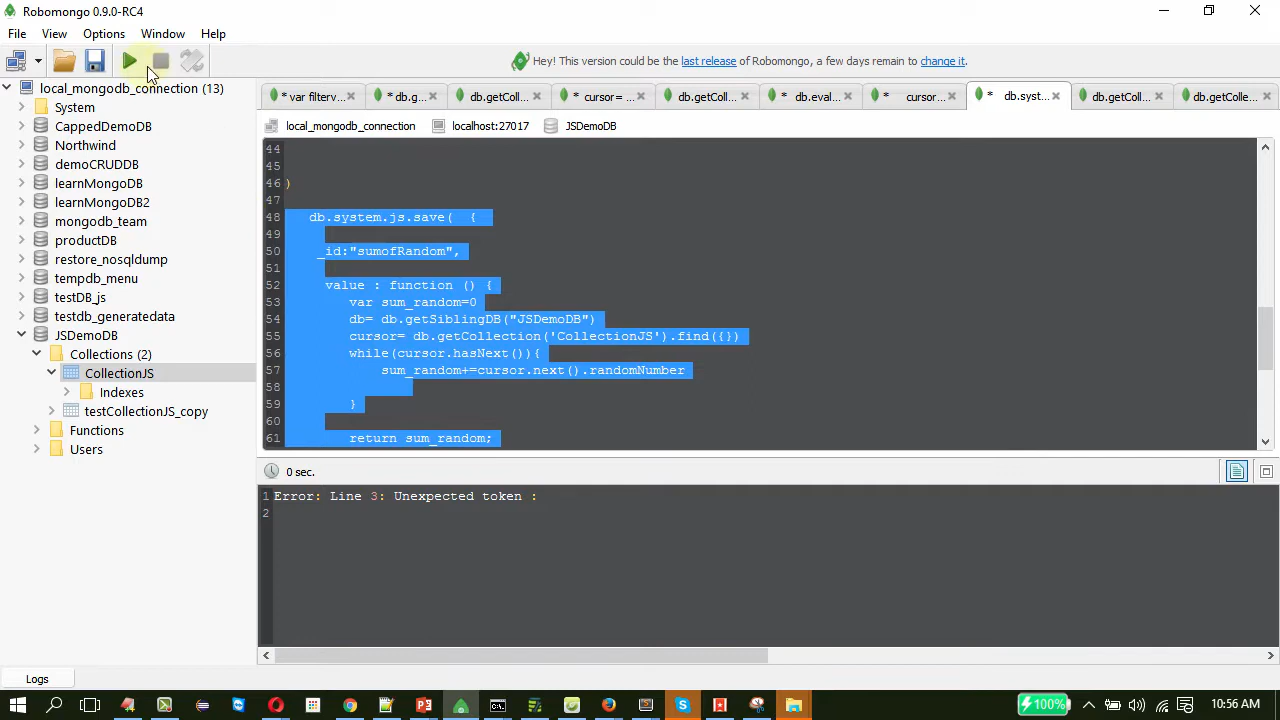 Robomongo 0.9.0-RC4
File View Options Window Help
Hey! This version could be the last release of Robomongo, a few days remain to change it.
local_mongodb_connection (13)
System
CappedDemoDB
Northwind
demoCRUDDB
learnMongoDB
learnMongoDB2
mongodb_team
productDB
restore_nosqldump
tempdb_menu
testDB_js
testdb_generatedata
JSDemoDB
Collections (2)
CollectionJS
Indexes
testCollectionJS_copy
Functions
Users
* var filterv... * db.g... db.getColl... * cursor= ... db.getColl... * db.eval... * cursor... * db.syst... db.getColl... db.getColle...
local_mongodb_connection localhost:27017 JSDemoDB
44
45
46 )
47
48 db.system.js.save( {
49
50 _id:"sumofRandom",
51
52 value : function () {
53 var sum_random=0
54 db= db.getSiblingDB("JSDemoDB")
55 cursor= db.getCollection('CollectionJS').find({})
56 while(cursor.hasNext()){
57 sum_random+=cursor.next().randomNumber
58
59 }
60
61 return sum_random;
0 sec.
1 Error: Line 3: Unexpected token :
2
Logs
100% 10:56 AM